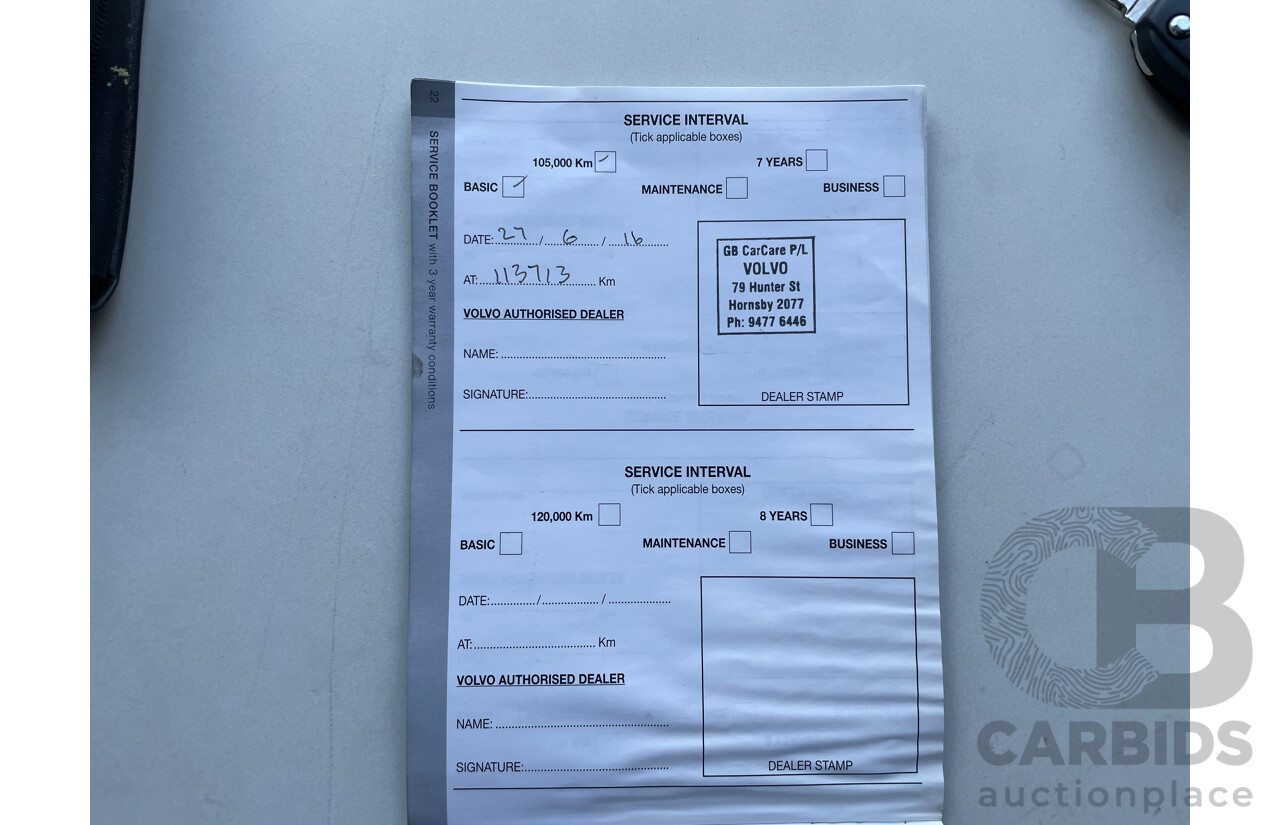 22 SERVICE BOOKLET with 3 year warranty conditions
SERVICE INTERVAL
(Tick applicable boxes)
105,000 Km 7 YEARS
BASIC MAINTENANCE BUSINESS
DATE: 27 / 6 / 16
AT: 113713 Km
VOLVO AUTHORISED DEALER
NAME:
SIGNATURE:
GB CarCare P/L
VOLVO
79 Hunter St
Hornsby 2077
Ph: 9477 6446
DEALER STAMP
SERVICE INTERVAL
(Tick applicable boxes)
120,000 Km 8 YEARS
BASIC MAINTENANCE BUSINESS
DATE: / /
AT: Km
VOLVO AUTHORISED DEALER
NAME:
SIGNATURE:
DEALER STAMP
CB
CARBIDS
auctionplace